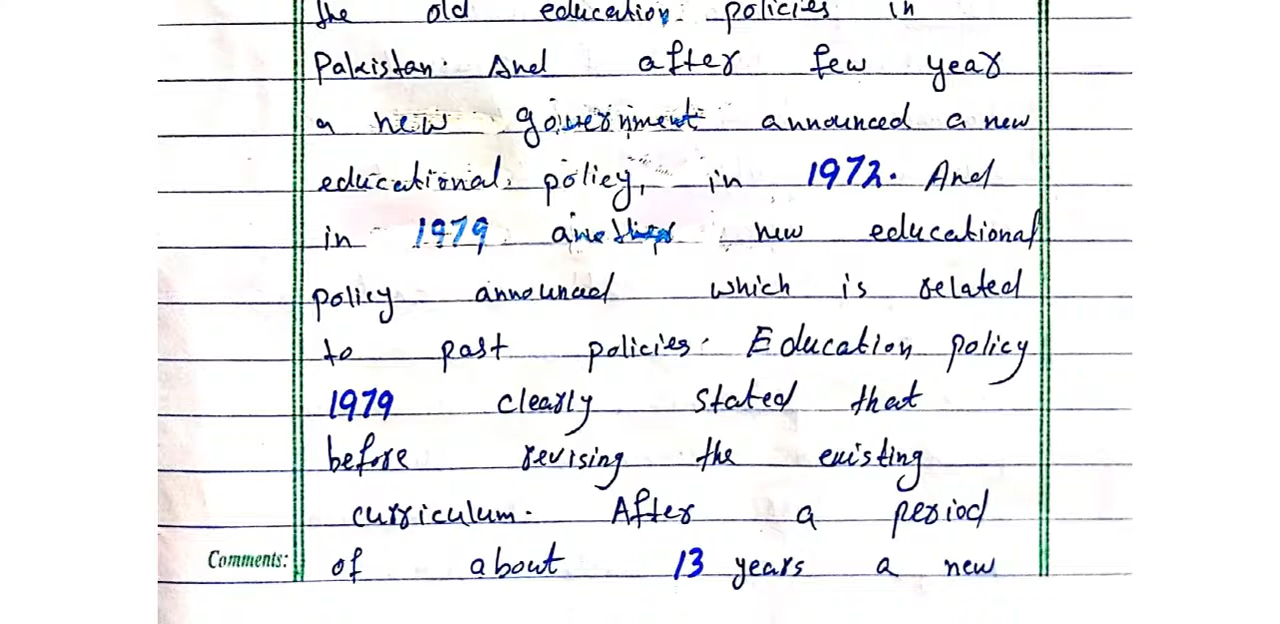 the old education policies in
Pakistan. And after few year
a new government announced a new
educational policy, in 1972. And
in 1979 another new educational
policy announced which is related
to past policies. Education policy
1979 clearly stated that
before revising the existing
curriculum. After a period
Comments: of about 13 years a new